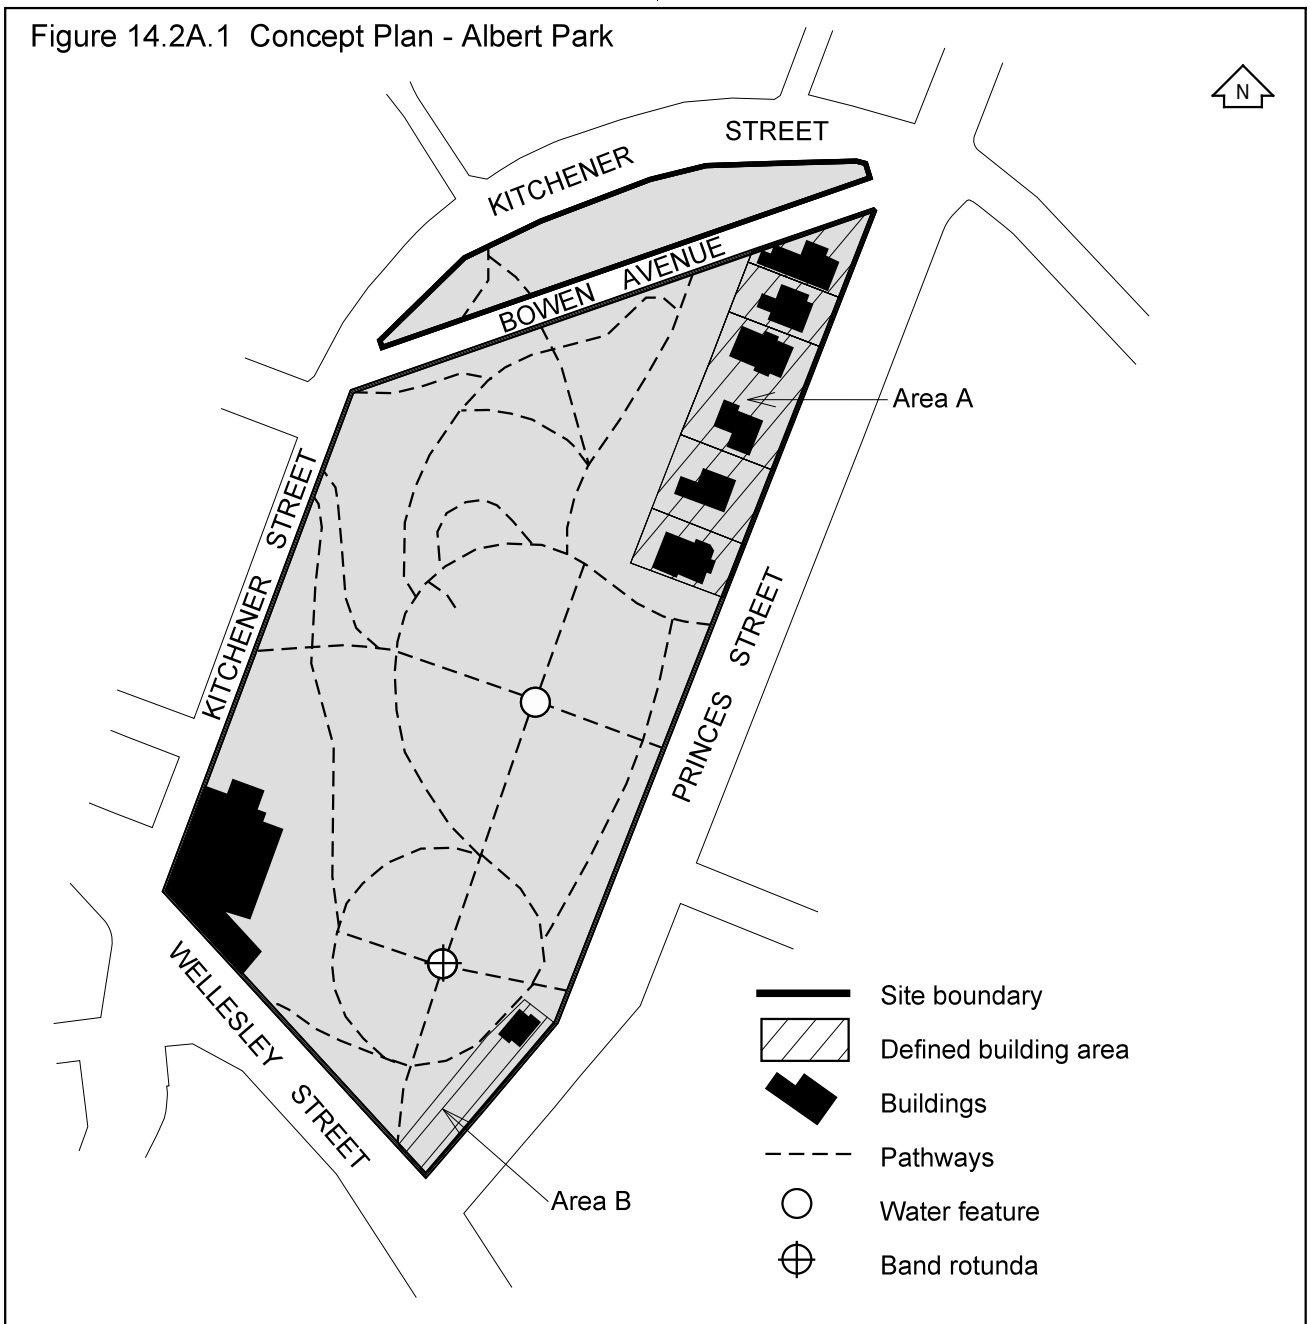 Figure 14.2A.1 Concept Plan - Albert Park
N
KITCHENER STREET
BOWEN AVENUE
Area A
KITCHENER STREET
PRINCES STREET
WELLESLEY STREET
Area B
Site boundary
Defined building area
Buildings
Pathways
Water feature
Band rotunda